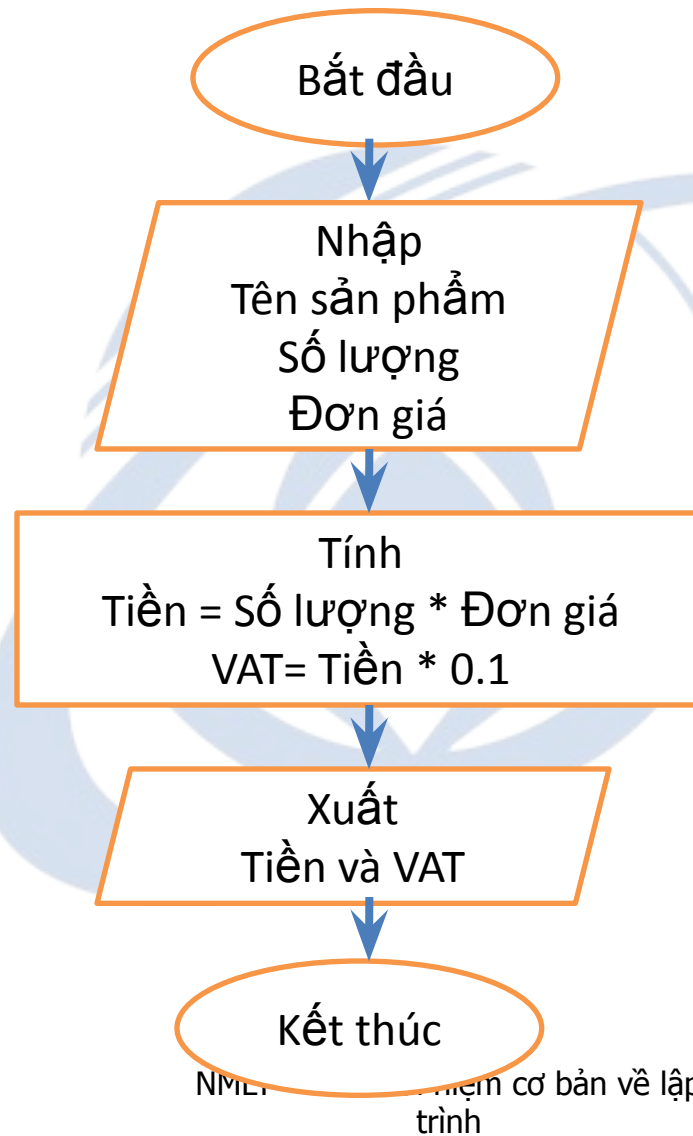 Bắt đầu
Nhập
Tên sản phẩm
Số lượng
Đơn giá
Tính
Tiền = Số lượng * Đơn giá
VAT= Tiền * 0.1
Xuất
Tiền và VAT
Kết thúc
cơ bản về lập
trình